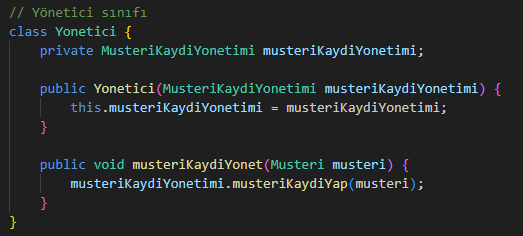 // Yönetici sınıfı
class Yonetici {
    private MusteriKaydiYonetimi musteriKaydiYonetimi;

    public Yonetici(MusteriKaydiYonetimi musteriKaydiYonetimi) {
        this.musteriKaydiYonetimi = musteriKaydiYonetimi;
    }

    public void musteriKaydiYonet(Musteri musteri) {
        musteriKaydiYonetimi.musteriKaydiYap(musteri);
    }
}